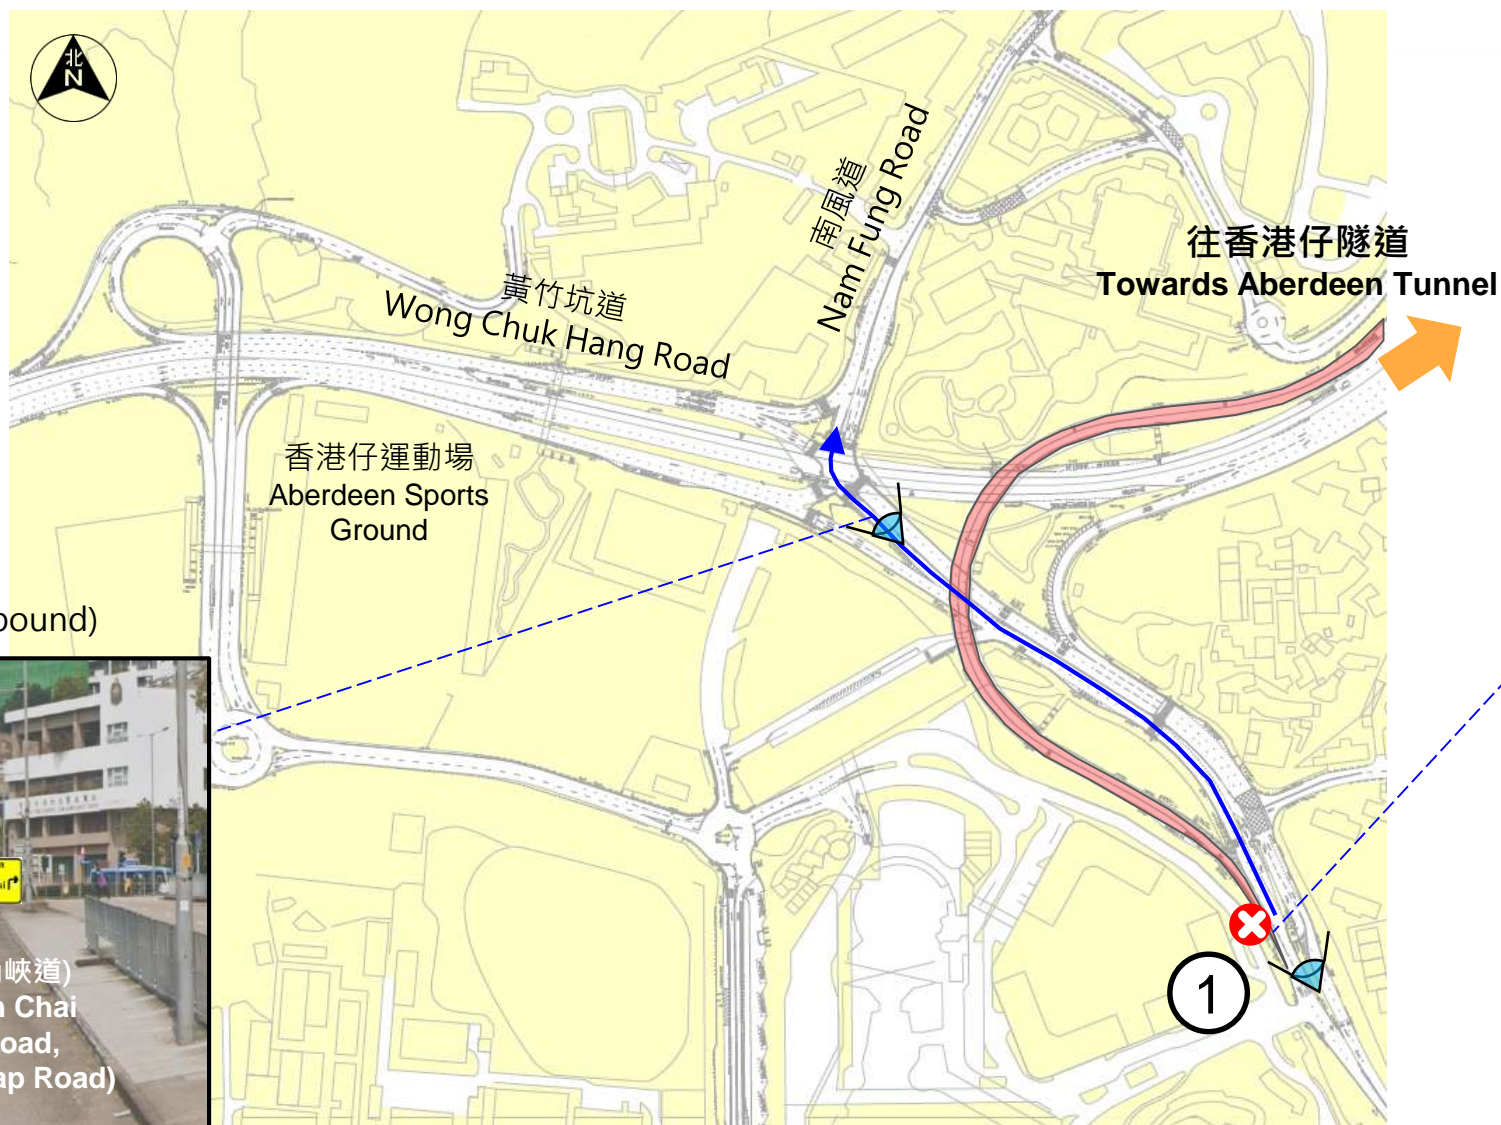 北
N
南風道
Nam Fung Road
往香港仔隧道
Towards Aberdeen Tunnel
黃竹坑道
Wong Chuk Hang Road
香港仔運動場
Aberdeen Sports
Ground
bound)
峽道)
Chai
oad,
ap Road)
1